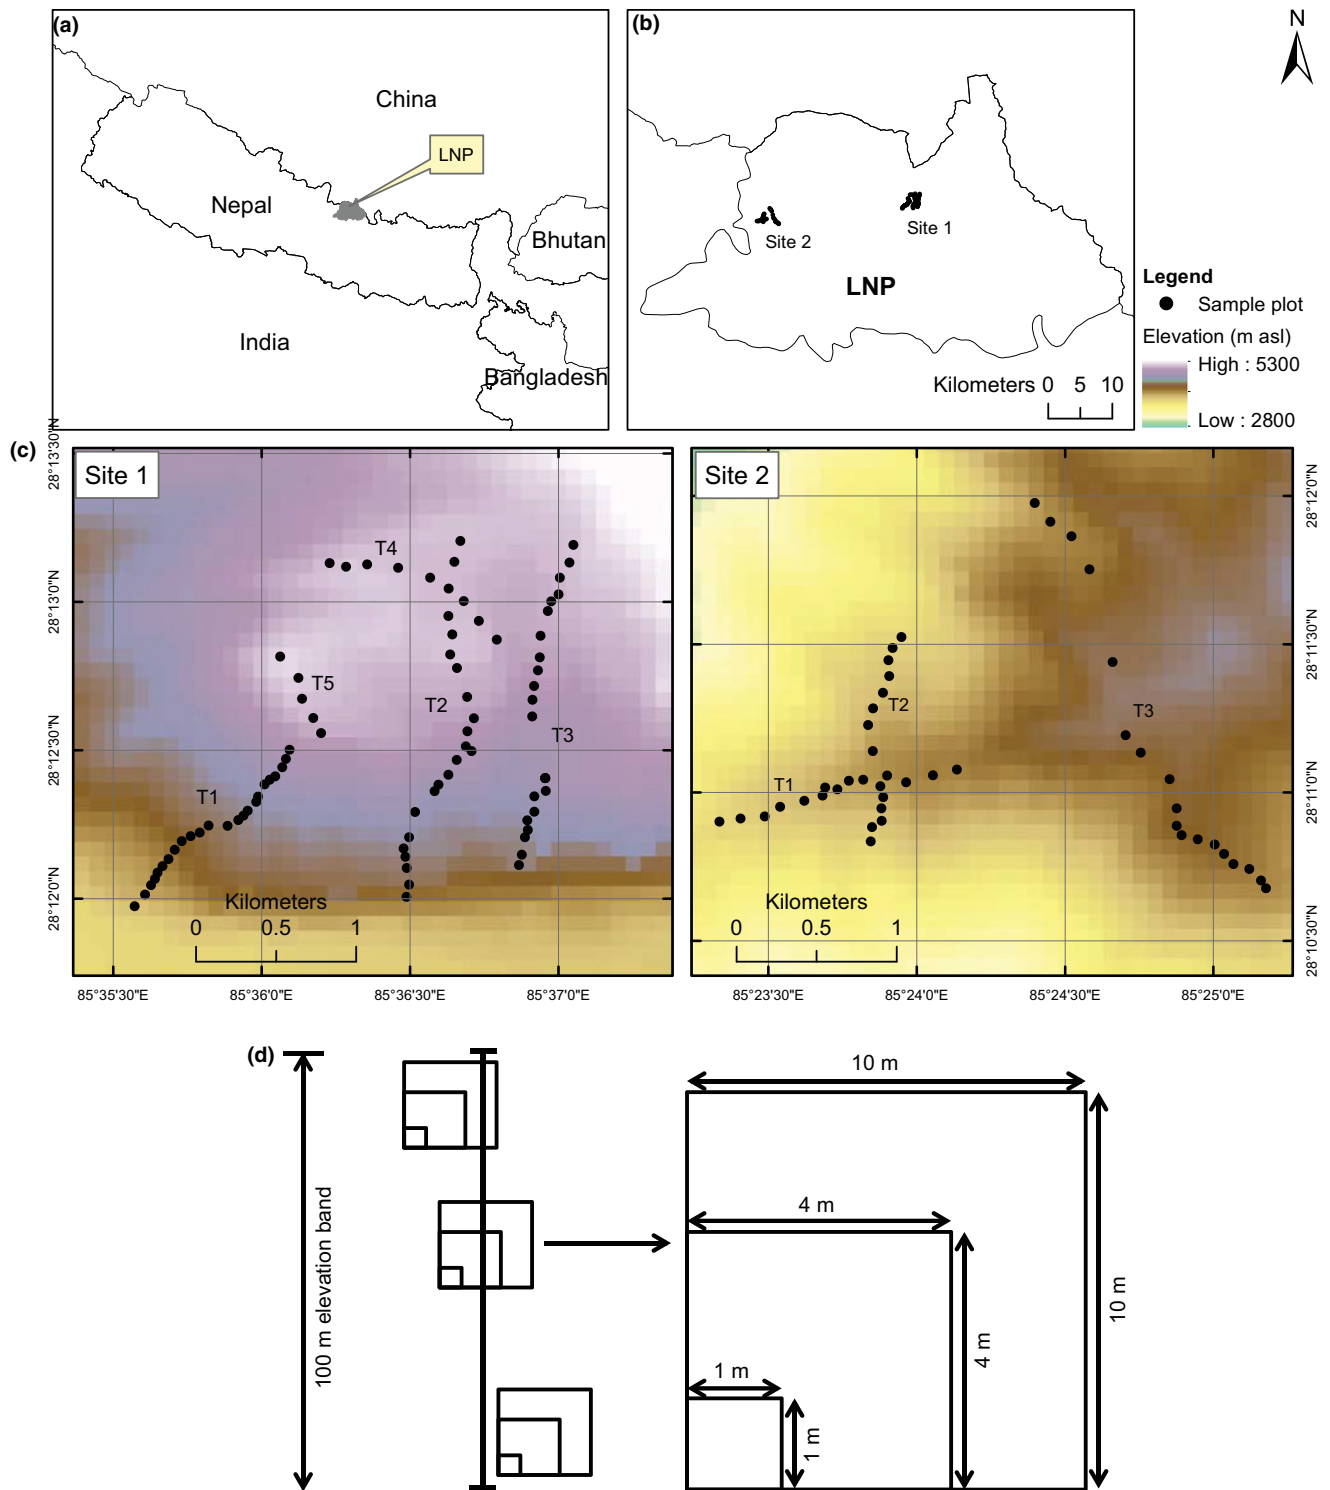 (a)
China
LNP
Nepal
Bhutan
India
Bangladesh
(b)
Site 2
Site 1
LNP
Kilometers 0 5 10
N
Legend
Sample plot
Elevation (m asl)
High : 5300
Low : 2800
(c)
Site 1
T4
T5
T2
T3
T1
Kilometers
0 0.5 1
28°13'30"N
28°13'0"N
28°12'30"N
28°12'0"N
85°35'30"E
85°36'0"E
85°36'30"E
85°37'0"E
Site 2
T2
T3
T1
Kilometers
0 0.5 1
28°12'0"N
28°11'30"N
28°11'0"N
28°10'30"N
85°23'30"E
85°24'0"E
85°24'30"E
85°25'0"E
(d)
100 m elevation band
10 m
4 m
1 m
1 m
4 m
10 m